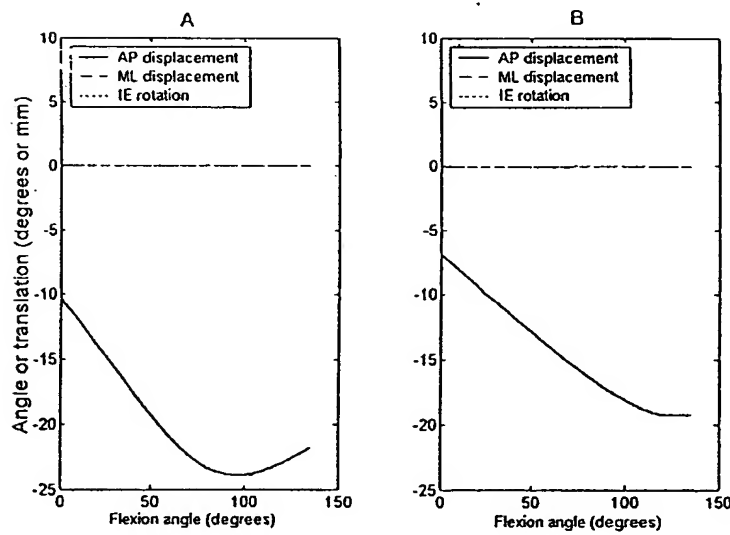 A
10
5
0
-5
-10
-15
-20
-25
AP displacement
ML displacement
IE rotation
0 50 100 150
Flexion angle (degrees)
Angle or translation (degrees or mm)
B
10
5
0
-5
-10
-15
-20
-25
AP displacement
ML displacement
IE rotation
0 50 100 150
Flexion angle (degrees)